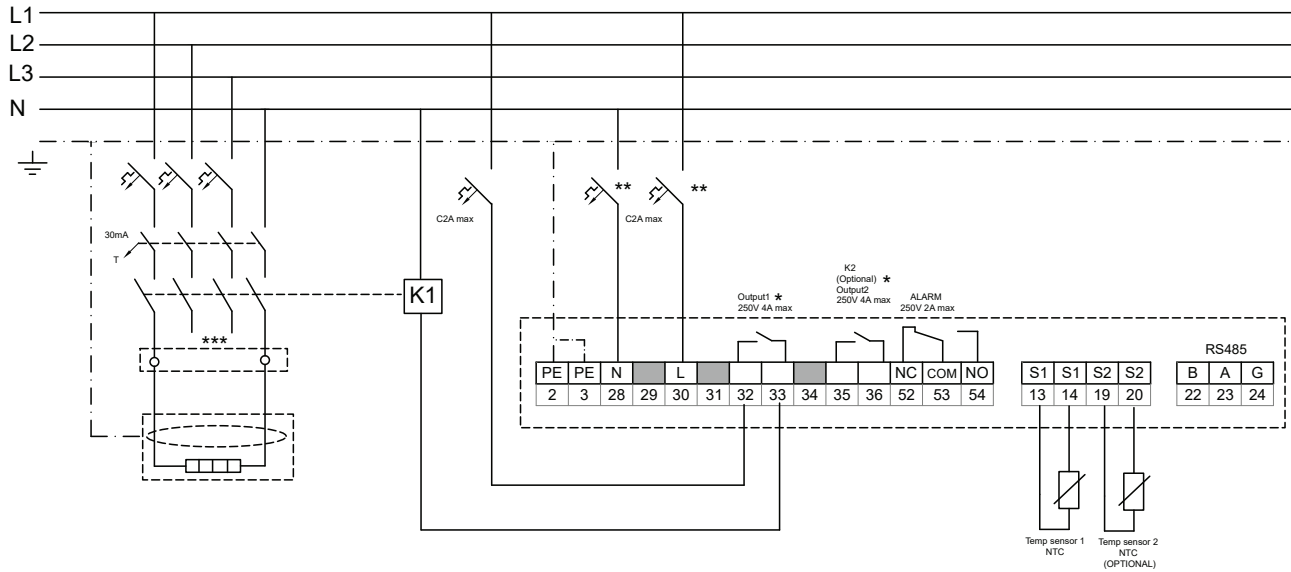 L1
L2
L3
N
30mA
T
***
K1
C2A max
C2A max
**
**
Output1 *
250V 4A max
K2
(Optional) *
Output2
250V 4A max
ALARM
250V 2A max
PE PE N L NC COM NO
2 3 28 29 30 31 32 33 34 35 36 52 53 54
S1 S1 S2 S2
13 14 19 20
RS485
B A G
22 23 24
Temp sensor 1
NTC
Temp sensor 2
NTC
(OPTIONAL)